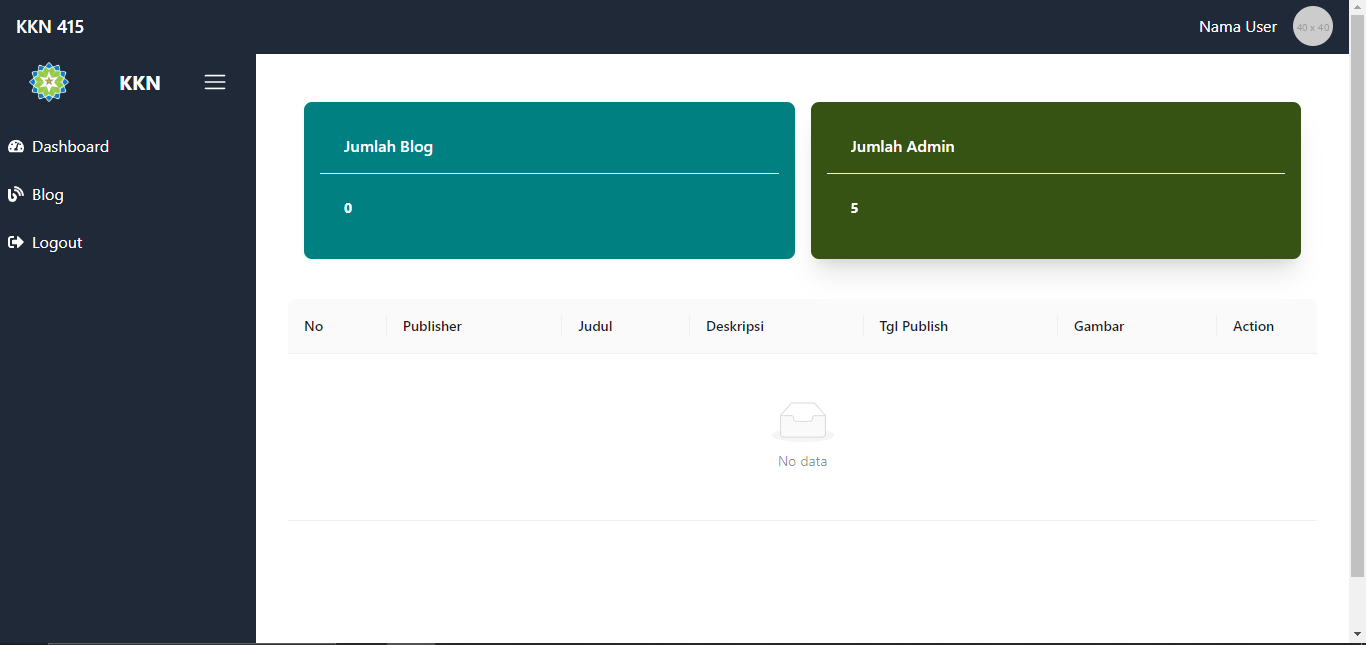 KKN 415
Nama User
40 x 40
KKN
Dashboard
Blog
Logout
Jumlah Blog
0
Jumlah Admin
5
No Publisher Judul Deskripsi Tgl Publish Gambar Action
No data